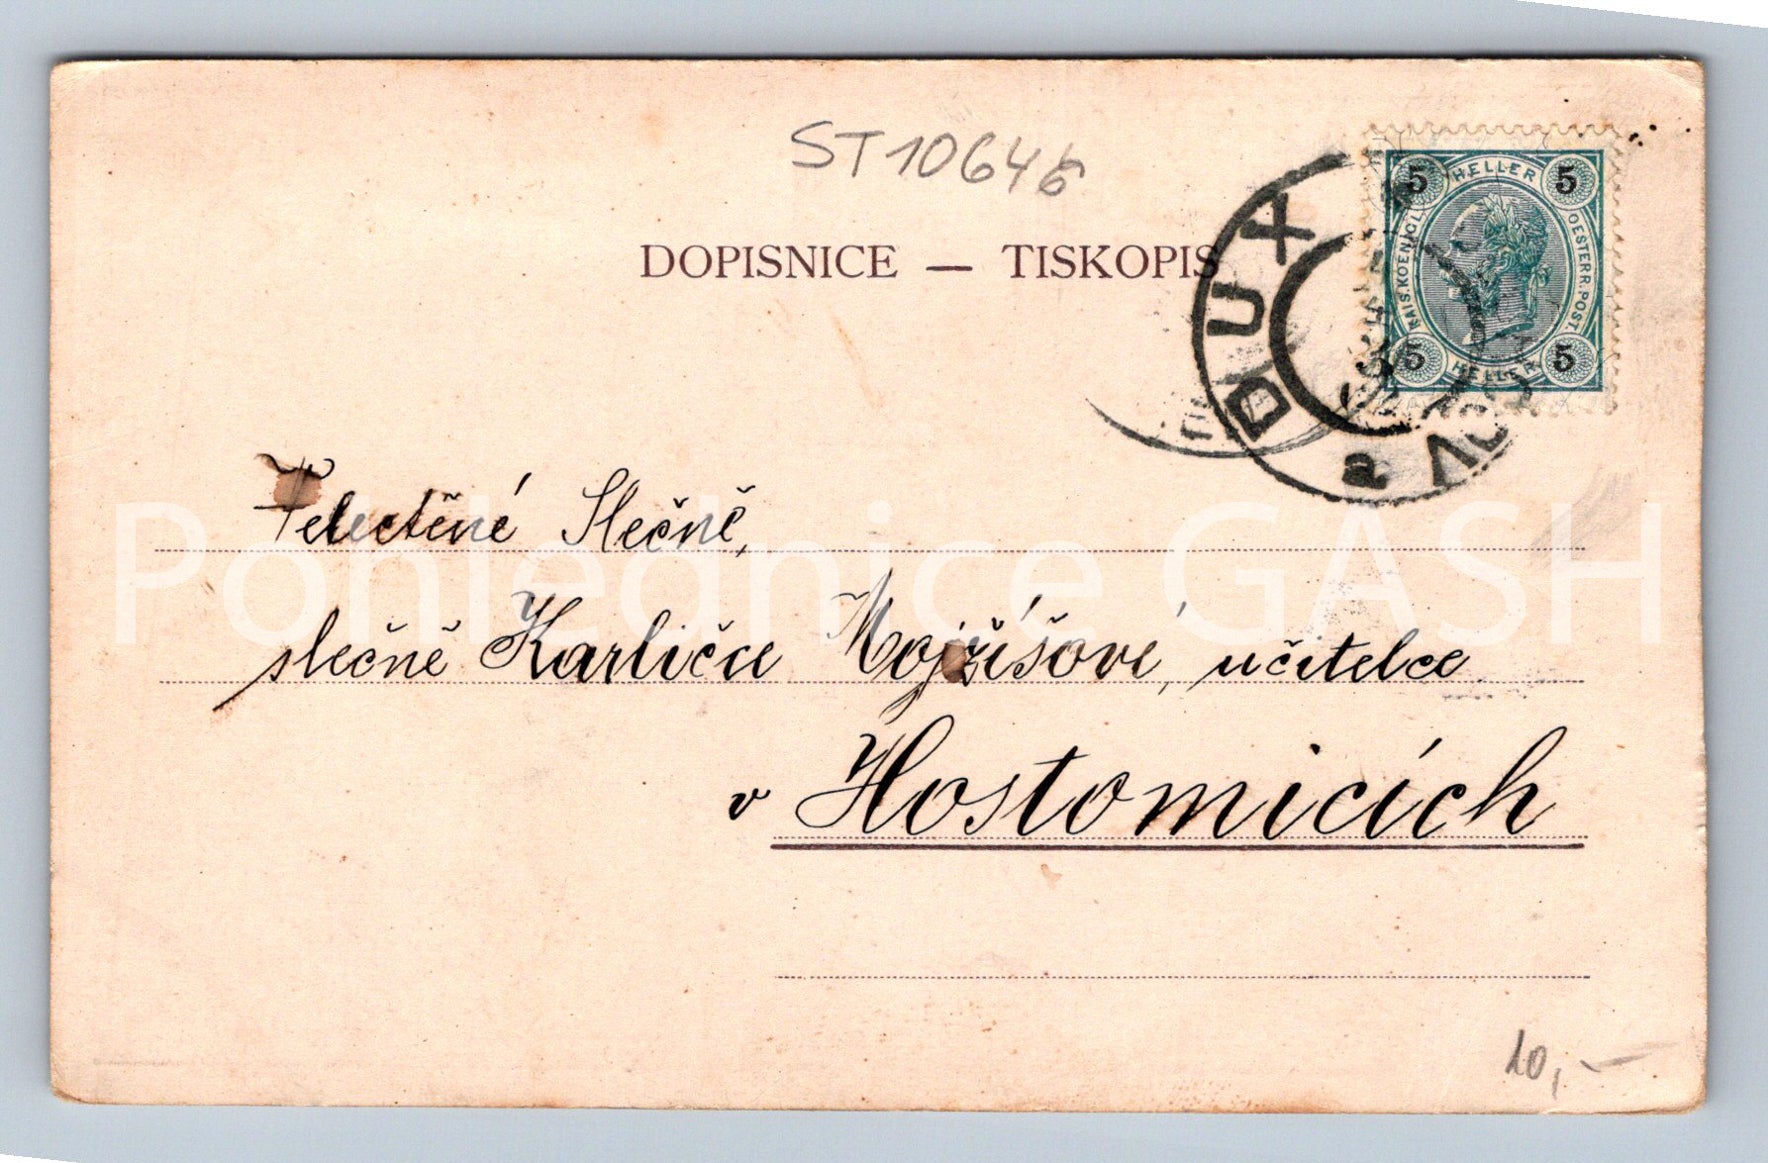 ST10646
DOPISNICE — TISKOPIS
DUX
a
5 HELLER 5
KAIS. KOENIGL.
OESTERR. POST.
5 HELLER 5
Velectěné Slečně,
slečně Karličce Mojžíšové, učitelce
v Hostomicích
10,-
Pohlednice GASH